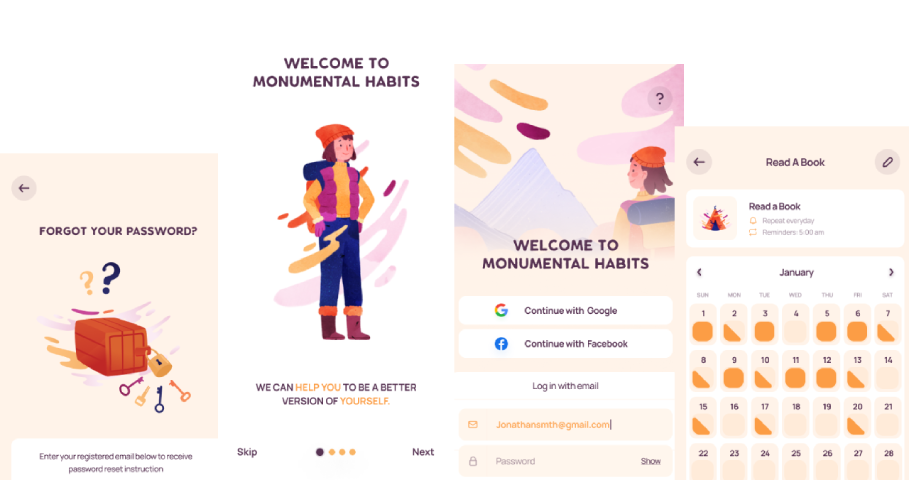 FORGOT YOUR PASSWORD?
Enter your registered email below to receive
password reset instruction
WELCOME TO
MONUMENTAL HABITS
WE CAN HELP YOU TO BE A BETTER
VERSION OF YOURSELF.
Skip
Next
?
WELCOME TO
MONUMENTAL HABITS
Continue with Google
Continue with Facebook
Log in with email
Jonathansmth@gmail.com
Password
Show
Read A Book
Read a Book
Repeat everyday
Reminders: 5:00 am
January
SUN MON TUE WED THU FRI SAT
1 2 3 4 5 6 7
8 9 10 11 12 13 14
15 16 17 18 19 20 21
22 23 24 25 26 27 28